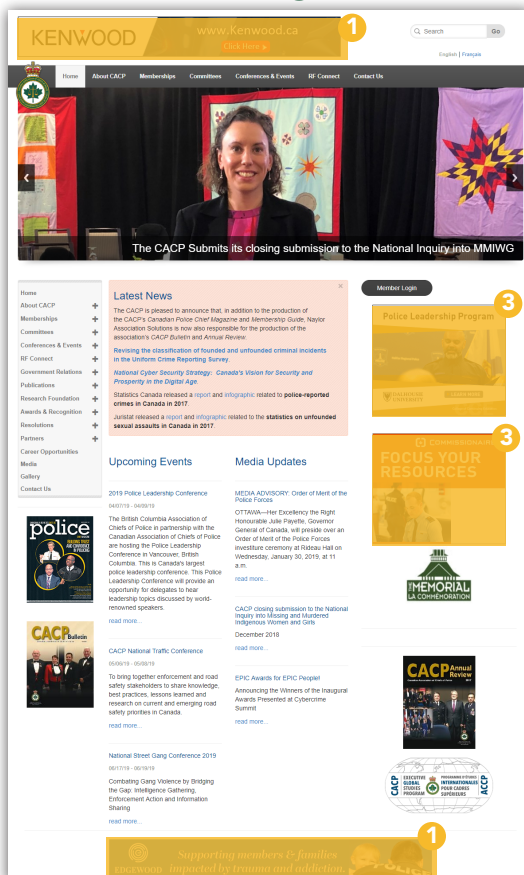 KENWOOD
www.Kenwood.ca
Click Here »
1
Search
Go
English | Français
Home About CACP Memberships Committees Conferences & Events RF Connect Contact Us
The CACP Submits its closing submission to the National Inquiry into MMIWG
Home
About CACP +
Memberships +
Committees +
Conferences & Events +
RF Connect +
Government Relations +
Publications +
Research Foundation +
Awards & Recognition +
Resolutions +
Partners +
Career Opportunities
Media
Gallery
Contact Us
police
CACP Bulletin
Latest News
The CACP is pleased to announce that, in addition to the production of
the CACP's Canadian Police Chief Magazine and Membership Guide, Naylor
Association Solutions is now also responsible for the production of the
association's CACP Bulletin and Annual Review.
Revising the classification of founded and unfounded criminal incidents
in the Uniform Crime Reporting Survey.
National Cyber Security Strategy: Canada's Vision for Security and
Prosperity in the Digital Age.
Statistics Canada released a report and infographic related to police-reported
crimes in Canada in 2017.
Juristat released a report and infographic related to the statistics on unfounded
sexual assaults in Canada in 2017.
Upcoming Events
2019 Police Leadership Conference
04/07/19 - 04/09/19
The British Columbia Association of
Chiefs of Police in partnership with the
Canadian Association of Chiefs of Police
are hosting the Police Leadership
Conference in Vancouver, British
Columbia. This is Canada's largest
police leadership conference. This Police
Leadership Conference will provide an
opportunity for delegates to hear
leadership topics discussed by world-
renowned speakers.
read more...
CACP National Traffic Conference
05/06/19 - 05/08/19
To bring together enforcement and road
safety stakeholders to share knowledge,
best practices, lessons learned and
research on current and emerging road
safety priorities in Canada.
read more...
National Street Gang Conference 2019
06/17/19 - 06/19/19
Combating Gang Violence by Bridging
the Gap: Intelligence Gathering,
Enforcement Action and Information
Sharing
read more...
Media Updates
MEDIA ADVISORY: Order of Merit of the
Police Forces
OTTAWA—Her Excellency the Right
Honourable Julie Payette, Governor
General of Canada, will preside over an
Order of Merit of the Police Forces
investiture ceremony at Rideau Hall on
Wednesday, January 30, 2019, at 11
a.m.
read more...
CACP closing submission to the National
Inquiry into Missing and Murdered
Indigenous Women and Girls
December 2018
read more...
EPIC Awards for EPIC People!
Announcing the Winners of the Inaugural
Awards Presented at Cybercrime
Summit
read more...
Member Login
3
Police Leadership Program
DALHOUSIE
UNIVERSITY
LEARN MORE
3
COMMISSIONAIRES
FOCUS YOUR
RESOURCES
THE MEMORIAL
LA COMMÉMORATION
CACP Annual
Review
CACP
EXECUTIVE
GLOBAL
STUDIES
PROGRAM
PROGRAMME D'ÉTUDES
INTERNATIONALES
POUR CADRES
SUPÉRIEURS
ACCP
1
EDGEWOOD
Supporting members & families
impacted by trauma and addiction.